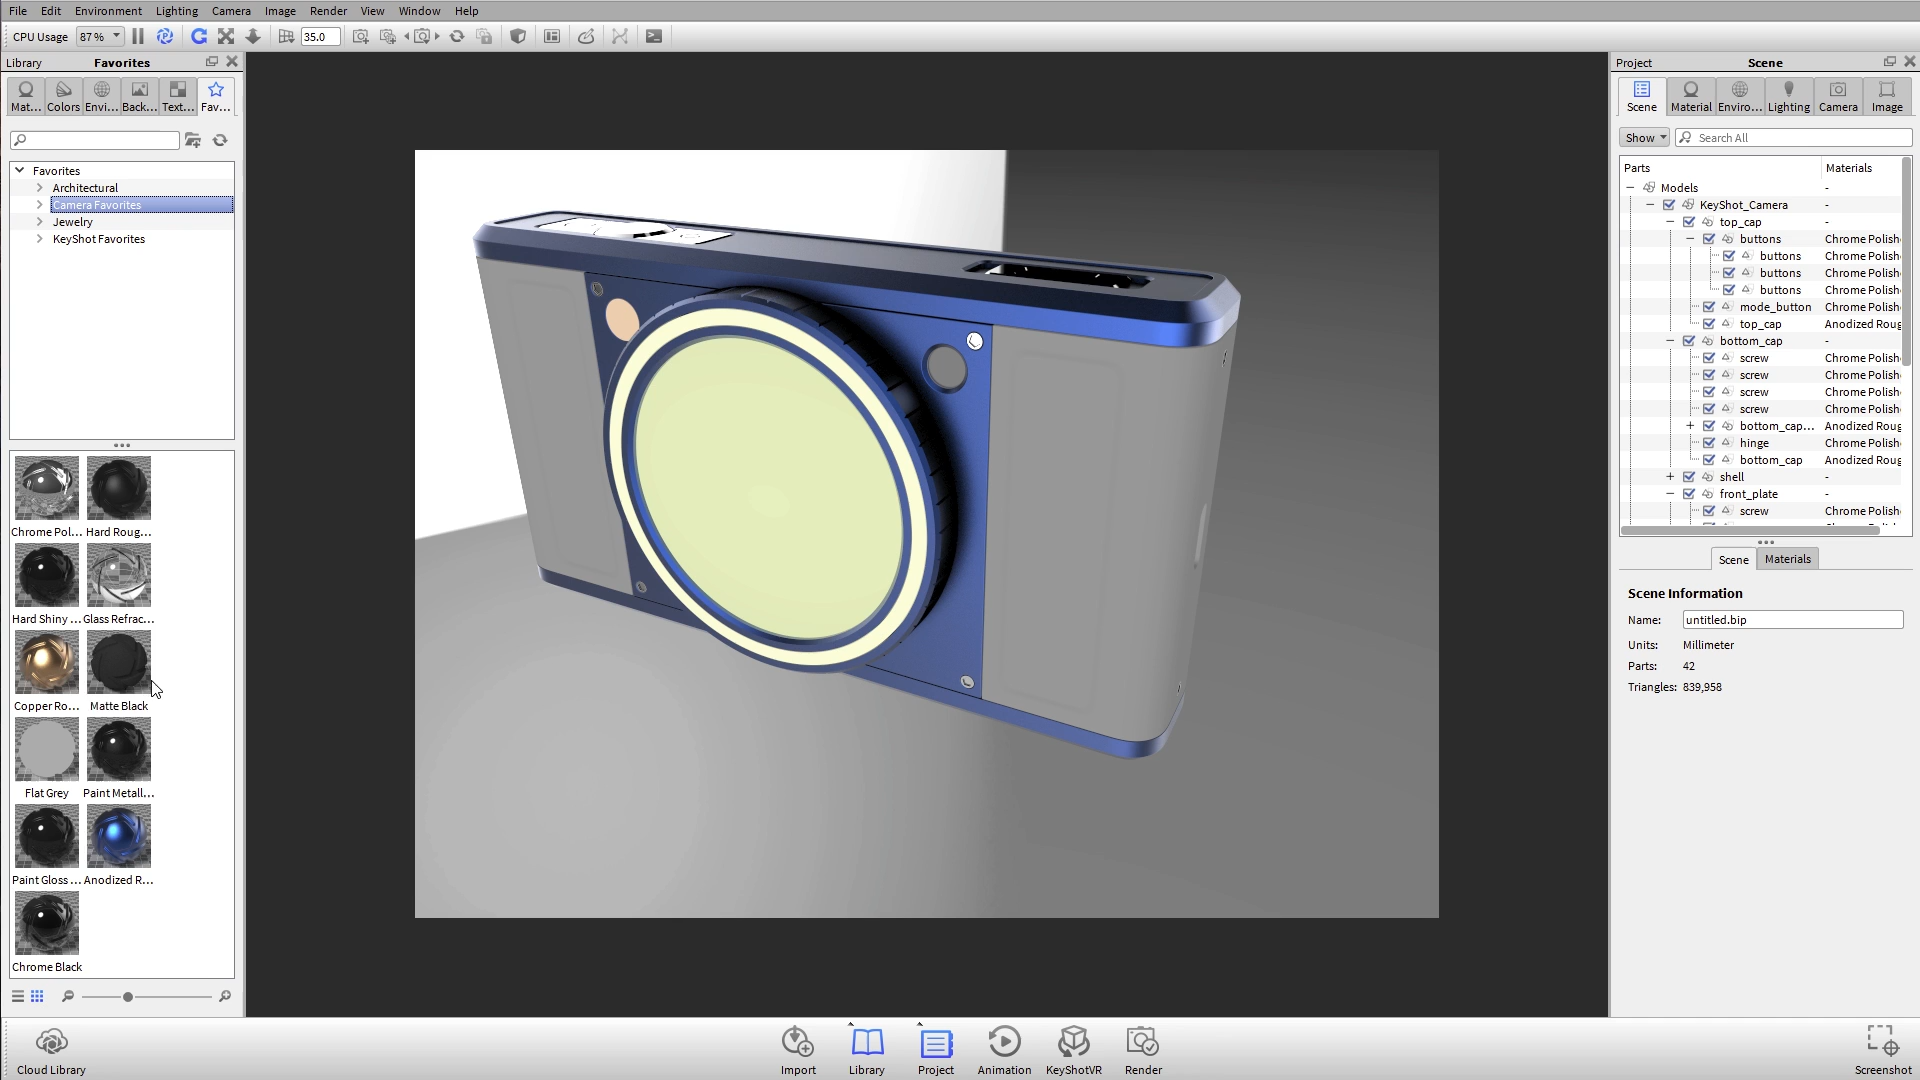 File Edit Environment Lighting Camera Image Render View Window Help
CPU Usage 87 % 35.0
Library Favorites
Mat... Colors Envi... Back... Text... Fav...
Favorites
Architectural
Camera Favorites
Jewelry
KeyShot Favorites
Chrome Pol... Hard Roug...
Hard Shiny ... Glass Refrac...
Copper Ro... Matte Black
Flat Grey Paint Metall...
Paint Gloss ... Anodized R...
Chrome Black
Cloud Library
Import Library Project Animation KeyShotVR Render
Screenshot
Project Scene
Scene Material Enviro... Lighting Camera Image
Show Search All
Parts Materials
Models -
KeyShot_Camera -
top_cap -
buttons Chrome Polish
buttons Chrome Polish
buttons Chrome Polish
buttons Chrome Polish
mode_button Chrome Polish
top_cap Anodized Roug
bottom_cap -
screw Chrome Polish
screw Chrome Polish
screw Chrome Polish
screw Chrome Polish
bottom_cap... Anodized Roug
hinge Chrome Polish
bottom_cap Anodized Roug
shell -
front_plate -
screw Chrome Polish
Scene Materials
Scene Information
Name: untitled.bip
Units: Millimeter
Parts: 42
Triangles: 839,958